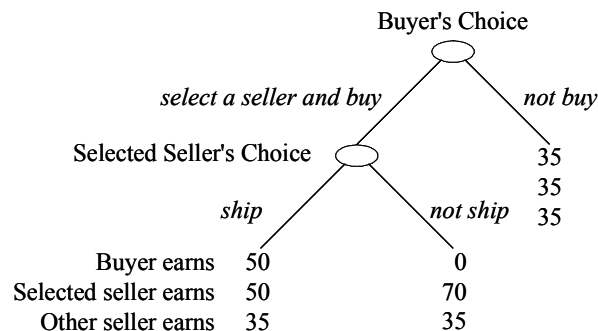 Buyer's Choice
select a seller and buy
not buy
Selected Seller's Choice
35
35
35
ship
not ship
Buyer earns 50 0
Selected seller earns 50 70
Other seller earns 35 35